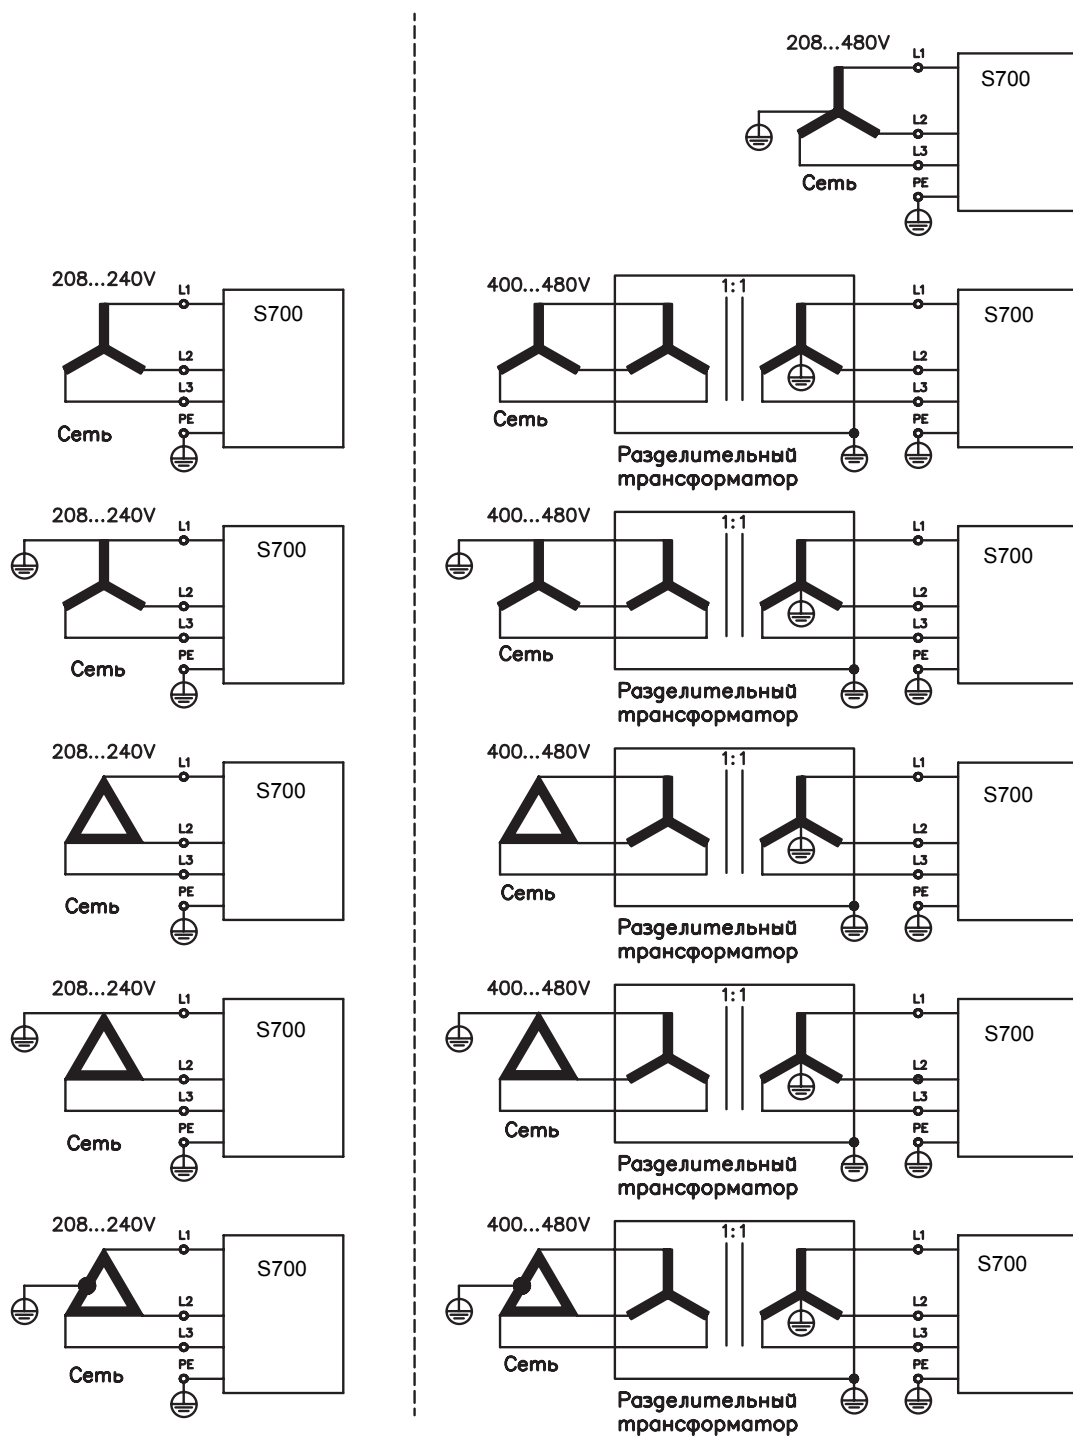 208...480V
L1
S700
L2
L3
Сеть
PE
208...240V
L1
S700
L2
L3
PE
Сеть
400...480V
1:1
L1
S700
L2
L3
Сеть
PE
Разделительный
трансформатор
208...240V
L1
S700
L2
L3
PE
Сеть
400...480V
1:1
L1
S700
L2
L3
Сеть
PE
Разделительный
трансформатор
208...240V
L1
S700
L2
L3
PE
Сеть
400...480V
1:1
L1
S700
L2
L3
Сеть
PE
Разделительный
трансформатор
208...240V
L1
S700
L2
L3
PE
Сеть
400...480V
1:1
L1
S700
L2
L3
Сеть
PE
Разделительный
трансформатор
208...240V
L1
S700
L2
L3
PE
Сеть
400...480V
1:1
L1
S700
L2
L3
Сеть
PE
Разделительный
трансформатор